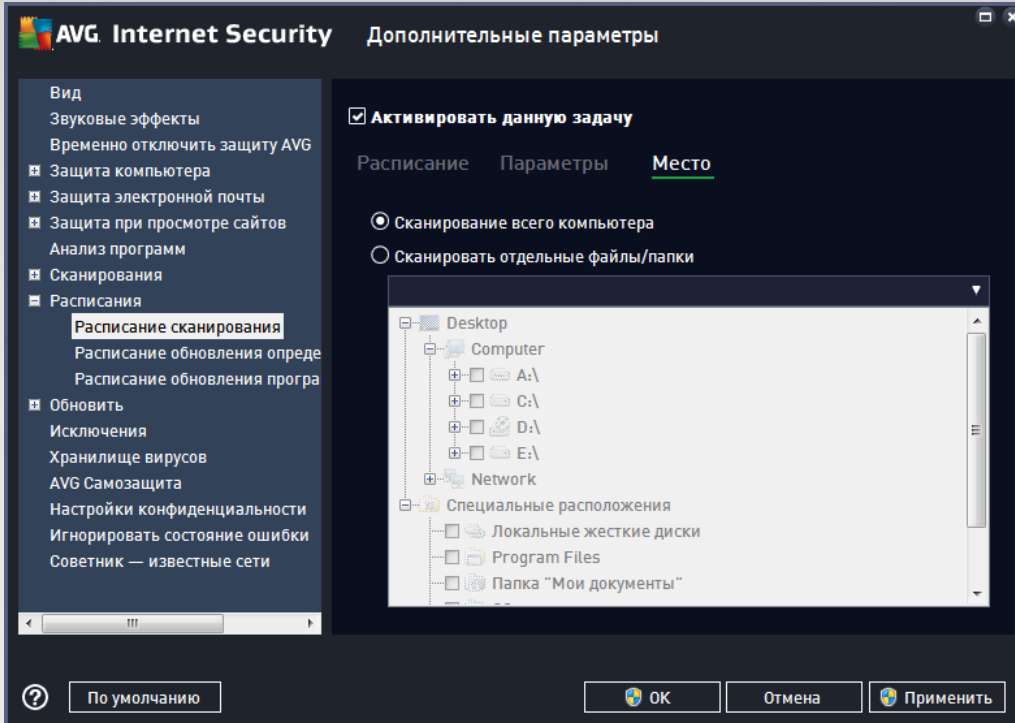 AVG Internet Security Дополнительные параметры
Вид
Звуковые эффекты
Временно отключить защиту AVG
Защита компьютера
Защита электронной почты
Защита при просмотре сайтов
Анализ программ
Сканирования
Расписания
Расписание сканирования
Расписание обновления опреде
Расписание обновления програ
Обновить
Исключения
Хранилище вирусов
AVG Самозащита
Настройки конфиденциальности
Игнорировать состояние ошибки
Советник — известные сети
Активировать данную задачу
Расписание Параметры Место
Сканирование всего компьютера
Сканировать отдельные файлы/папки
Desktop
Computer
A:\
C:\
D:\
E:\
Network
Специальные расположения
Локальные жесткие диски
Program Files
Папка "Мои документы"
По умолчанию
OK
Отмена
Применить